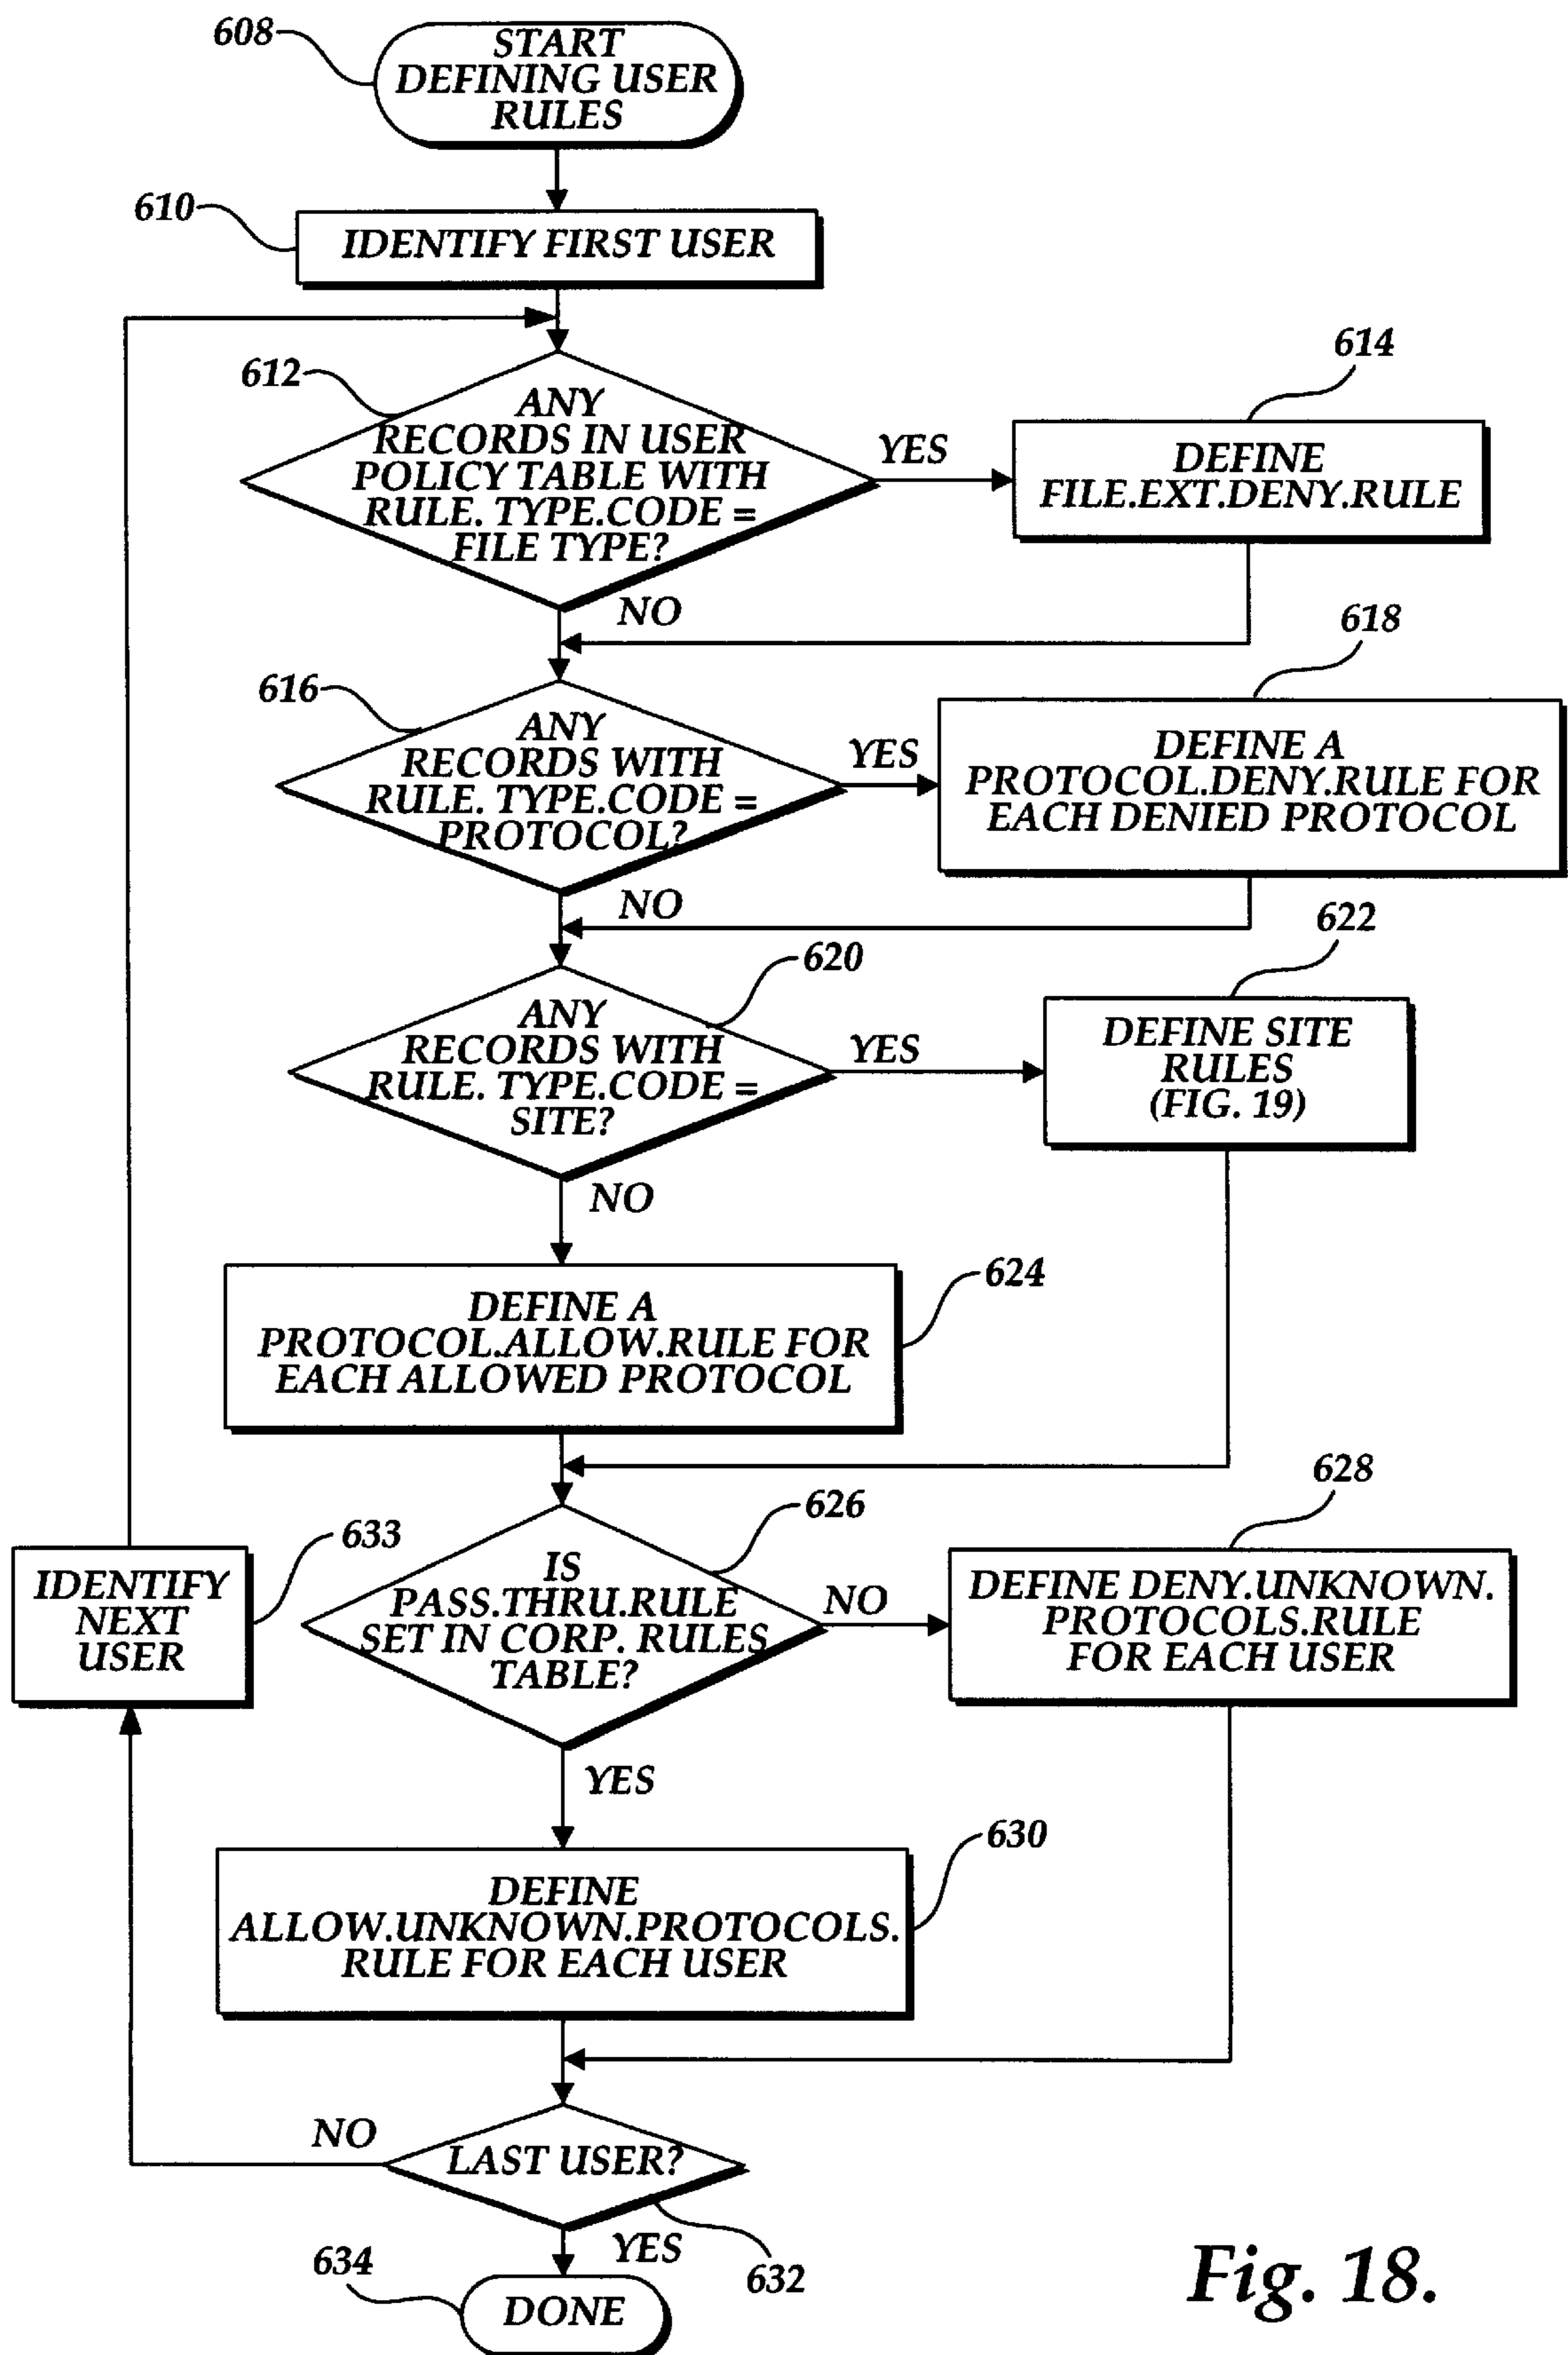 608
START
DEFINING USER
RULES
610
IDENTIFY FIRST USER
612
ANY
RECORDS IN USER
POLICY TABLE WITH
RULE. TYPE.CODE =
FILE TYPE?
YES
614
DEFINE
FILE.EXT.DENY.RULE
NO
616
ANY
RECORDS WITH
RULE. TYPE.CODE =
PROTOCOL?
YES
618
DEFINE A
PROTOCOL.DENY.RULE FOR
EACH DENIED PROTOCOL
NO
620
ANY
RECORDS WITH
RULE. TYPE.CODE =
SITE?
YES
622
DEFINE SITE
RULES
(FIG. 19)
NO
624
DEFINE A
PROTOCOL.ALLOW.RULE FOR
EACH ALLOWED PROTOCOL
626
IS
PASS.THRU.RULE
SET IN CORP. RULES
TABLE?
NO
628
DEFINE DENY.UNKNOWN.
PROTOCOLS.RULE
FOR EACH USER
633
IDENTIFY
NEXT
USER
YES
630
DEFINE
ALLOW.UNKNOWN.PROTOCOLS.
RULE FOR EACH USER
NO
LAST USER?
632
YES
634
DONE
Fig. 18.